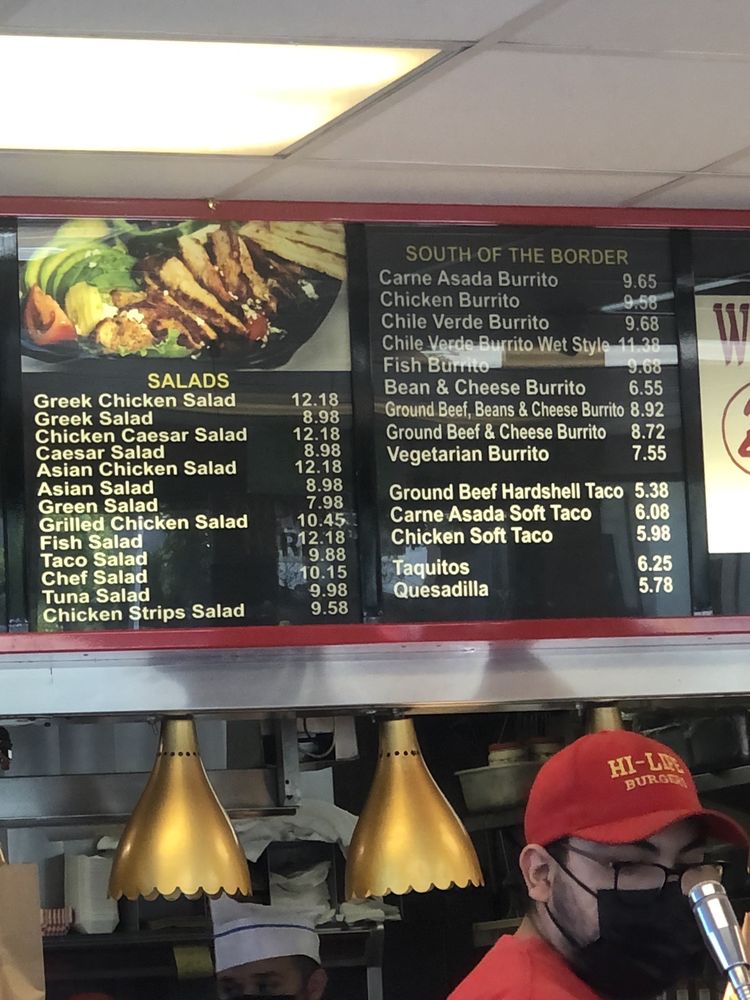 SALADS
Greek Chicken Salad 12.18
Greek Salad 8.98
Chicken Caesar Salad 12.18
Caesar Salad 8.98
Asian Chicken Salad 12.18
Asian Salad 8.98
Green Salad 7.98
Grilled Chicken Salad 10.45
Fish Salad 12.18
Taco Salad 9.88
Chef Salad 10.15
Tuna Salad 9.98
Chicken Strips Salad 9.58
SOUTH OF THE BORDER
Carne Asada Burrito 9.65
Chicken Burrito 9.58
Chile Verde Burrito 9.68
Chile Verde Burrito Wet Style 11.38
Fish Burrito 9.68
Bean & Cheese Burrito 6.55
Ground Beef, Beans & Cheese Burrito 8.92
Ground Beef & Cheese Burrito 8.72
Vegetarian Burrito 7.55
Ground Beef Hardshell Taco 5.38
Carne Asada Soft Taco 6.08
Chicken Soft Taco 5.98
Taquitos 6.25
Quesadilla 5.78
HI-LIFE
BURGERS